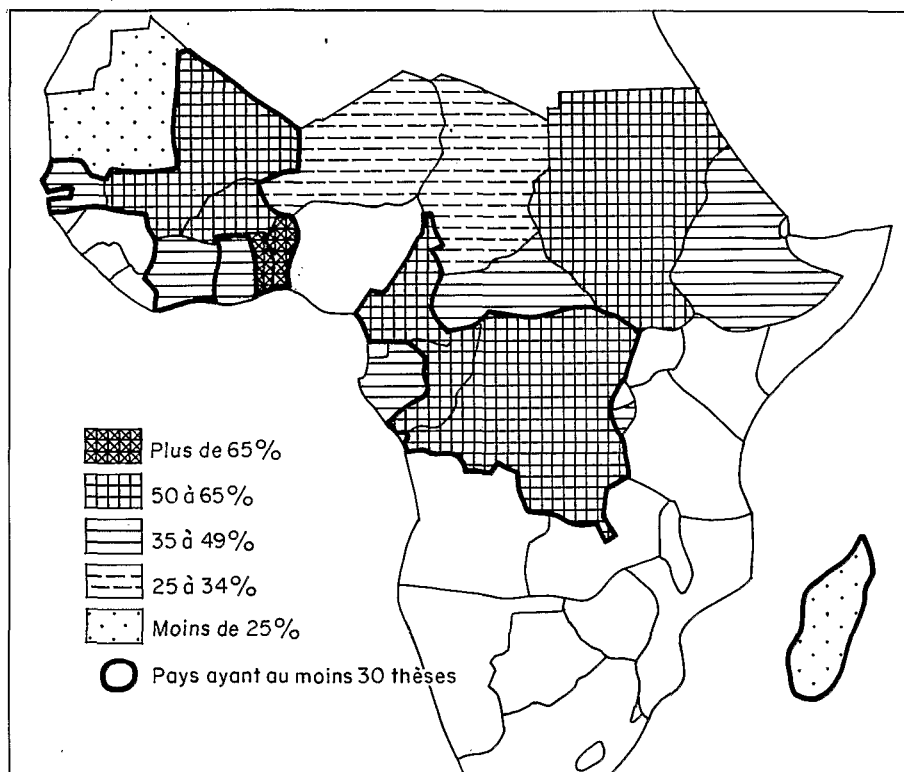 Plus de 65%
50 à 65%
35 à 49%
25 à 34%
Moins de 25%
Pays ayant au moins 30 thèses